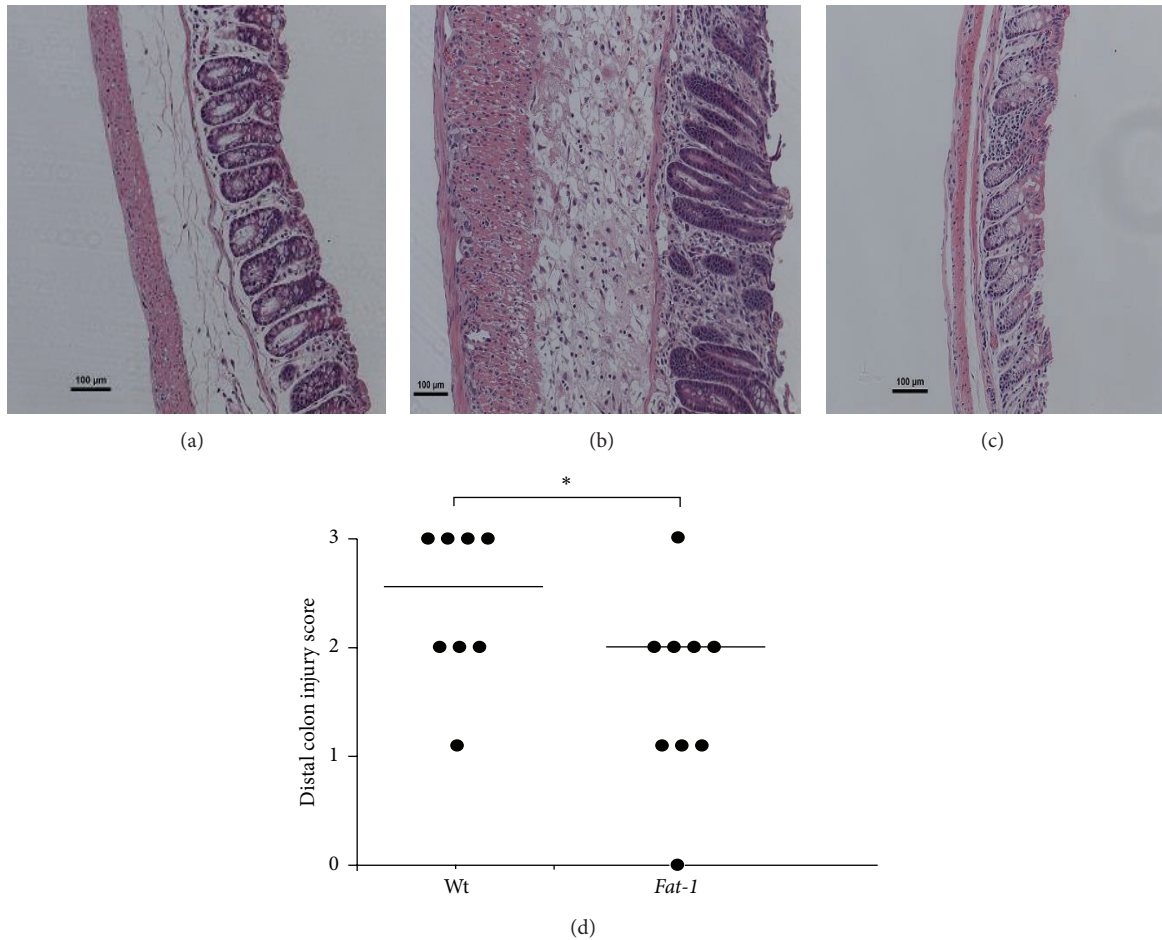 100 µm
100 µm
100 µm
(a)
(b)
(c)
*
3
2
1
0
Distal colon injury score
Wt
Fat-1
(d)